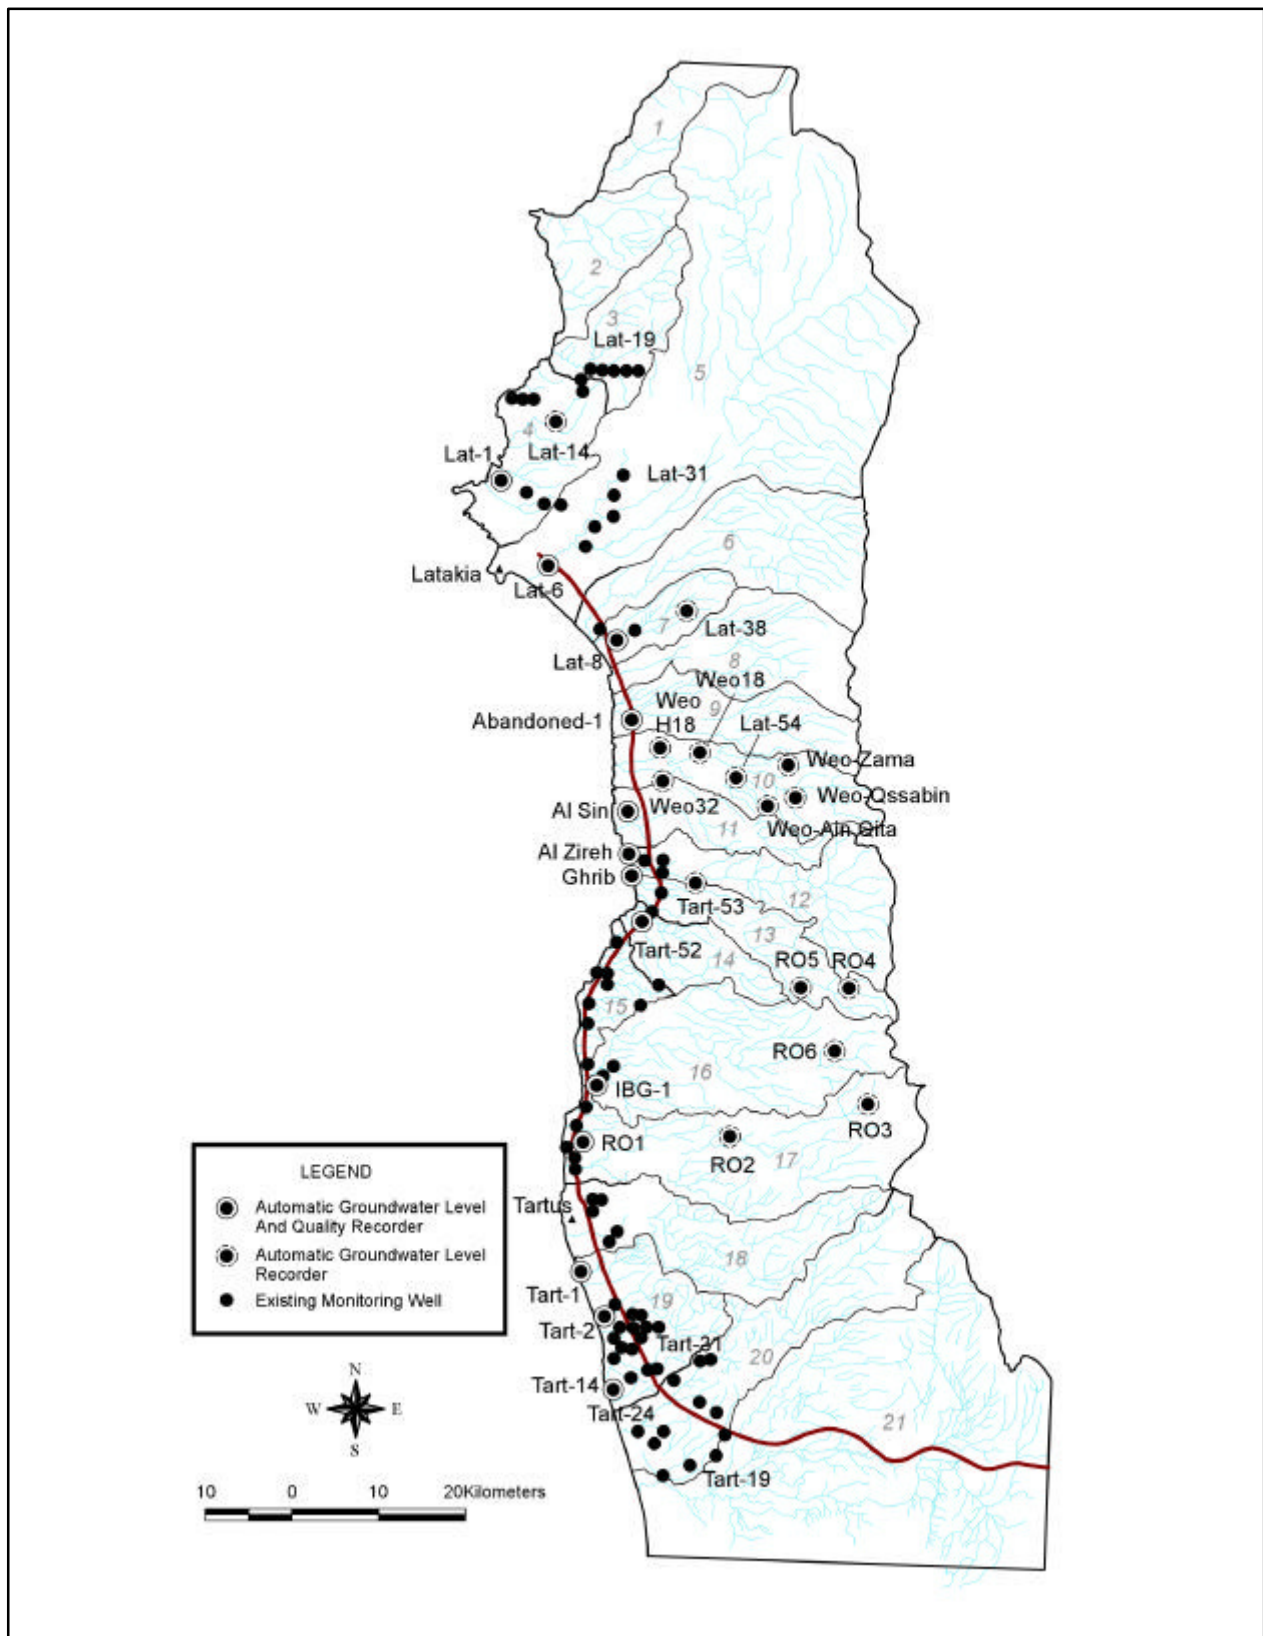 1
2
3
Lat-19
5
4
Lat-14
Lat-1
Lat-31
6
Latakia
Lat-6
7
Lat-38
Lat-8
8
Weo18
Weo
H18
9
Lat-54
Abandoned-1
Weo-Zama
10
Weo-Qssabin
Weo32
Al Sin
11
Weo-Ain Qita
Al Zireh
Ghrib
12
Tart-53
13
Tart-52
14
RO5
RO4
15
RO6
16
IBG-1
RO3
RO1
RO2
17
LEGEND
Automatic Groundwater Level
And Quality Recorder
Automatic Groundwater Level
Recorder
Existing Monitoring Well
Tartus
18
Tart-1
19
Tart-2
Tart-31
20
Tart-14
Tart-24
21
Tart-19
N
W
E
S
10
0
10
20Kilometers